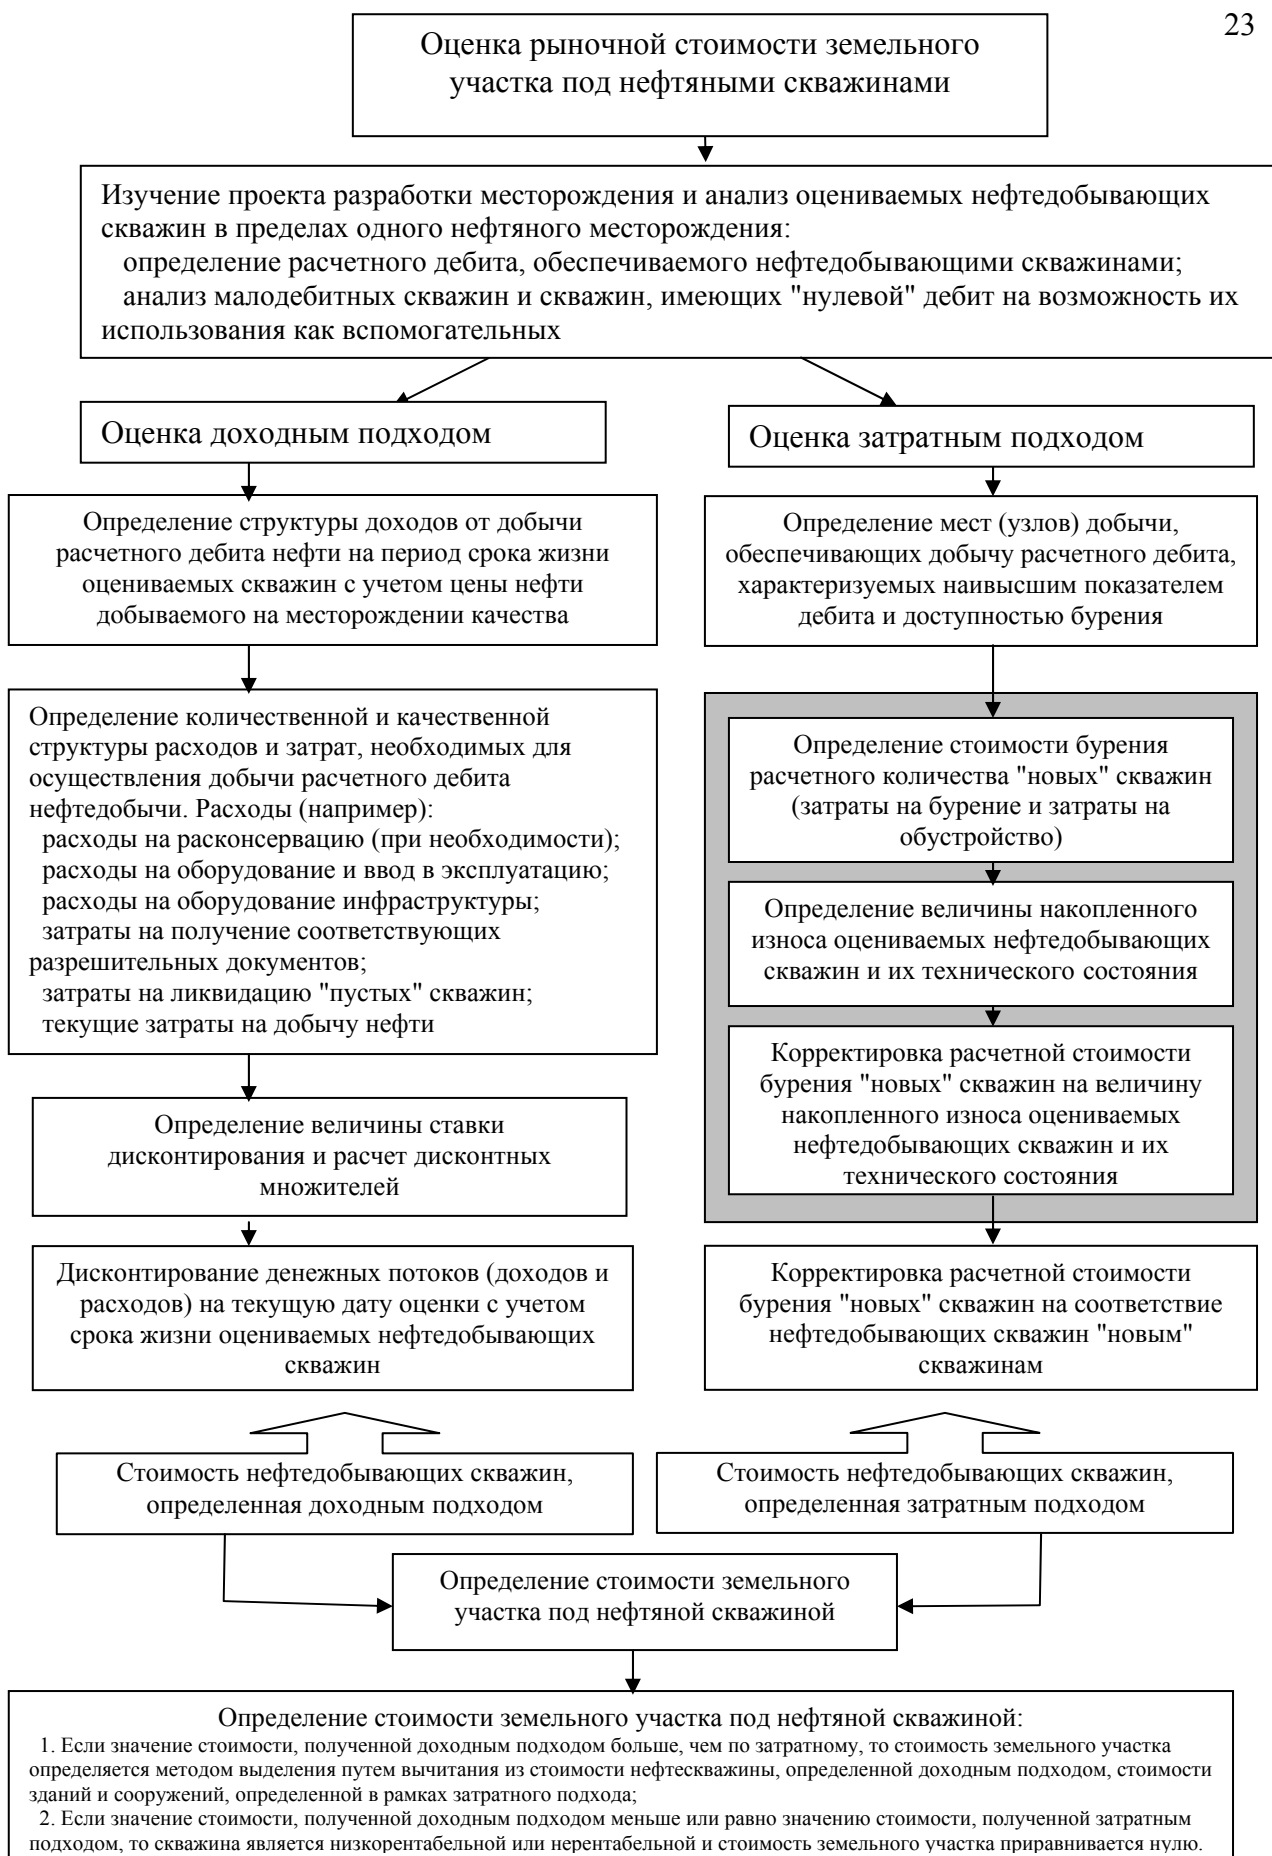 23
Оценка рыночной стоимости земельного
участка под нефтяными скважинами
Изучение проекта разработки месторождения и анализ оцениваемых нефтедобывающих
скважин в пределах одного нефтяного месторождения:
определение расчетного дебита, обеспечиваемого нефтедобывающими скважинами;
анализ малодебитных скважин и скважин, имеющих "нулевой" дебит на возможность их
использования как вспомогательных
Оценка доходным подходом
Определение структуры доходов от добычи
расчетного дебита нефти на период срока жизни
оцениваемых скважин с учетом цены нефти
добываемого на месторождении качества
Определение количественной и качественной
структуры расходов и затрат, необходимых для
осуществления добычи расчетного дебита
нефтедобычи. Расходы (например):
расходы на расконсервацию (при необходимости);
расходы на оборудование и ввод в эксплуатацию;
расходы на оборудование инфраструктуры;
затраты на получение соответствующих
разрешительных документов;
затраты на ликвидацию "пустых" скважин;
текущие затраты на добычу нефти
Определение величины ставки
дисконтирования и расчет дисконтных
множителей
Дисконтирование денежных потоков (доходов и
расходов) на текущую дату оценки с учетом
срока жизни оцениваемых нефтедобывающих
скважин
Стоимость нефтедобывающих скважин,
определенная доходным подходом
Оценка затратным подходом
Определение мест (узлов) добычи,
обеспечивающих добычу расчетного дебита,
характеризуемых наивысшим показателем
дебита и доступностью бурения
Определение стоимости бурения
расчетного количества "новых" скважин
(затраты на бурение и затраты на
обустройство)
Определение величины накопленного
износа оцениваемых нефтедобывающих
скважин и их технического состояния
Корректировка расчетной стоимости
бурения "новых" скважин на величину
накопленного износа оцениваемых
нефтедобывающих скважин и их
технического состояния
Корректировка расчетной стоимости
бурения "новых" скважин на соответствие
нефтедобывающих скважин "новым"
скважинам
Стоимость нефтедобывающих скважин,
определенная затратным подходом
Определение стоимости земельного
участка под нефтяной скважиной
Определение стоимости земельного участка под нефтяной скважиной:
1. Если значение стоимости, полученной доходным подходом больше, чем по затратному, то стоимость земельного участка
определяется методом выделения путем вычитания из стоимости нефтескважины, определенной доходным подходом, стоимости
зданий и сооружений, определенной в рамках затратного подхода;
2. Если значение стоимости, полученной доходным подходом меньше или равно значению стоимости, полученной затратным
подходом, то скважина является низкорентабельной или нерентабельной и стоимость земельного участка приравнивается нулю.